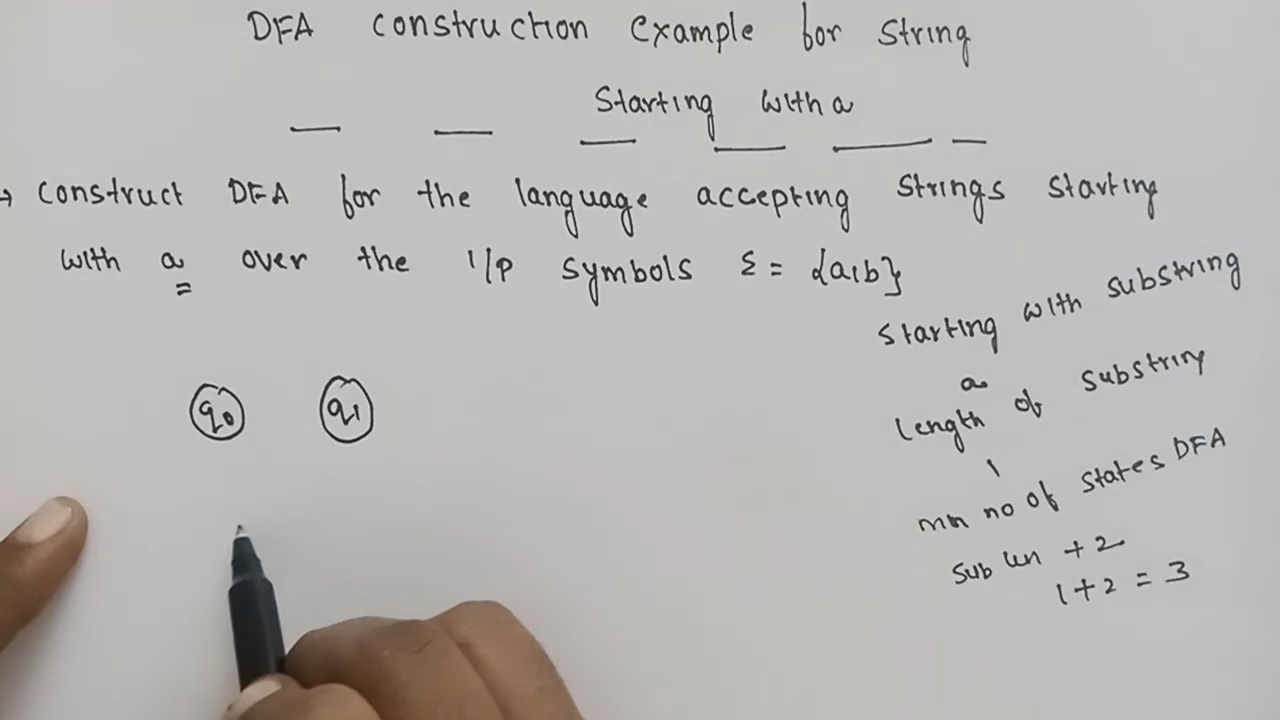 DFA construction Example for String
Starting with a
→ construct DFA for the language accepting strings starting
with a over the i/p symbols Σ = {a,b}
starting with substring
a
length of substring
1
min no of states DFA
sub len + 2
1+2 = 3
q0 q1